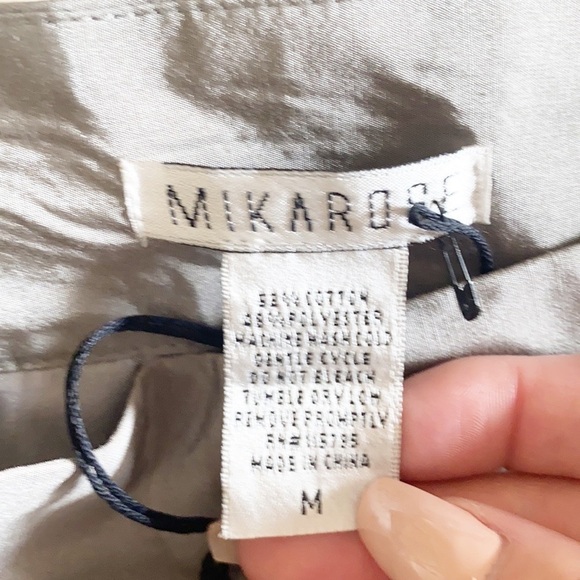 MIKAROSE
COTTON
POLYESTER
MACHINE WASH COLD
GENTLE CYCLE
DO NOT BLEACH
TUMBLE DRY LOW
REMOVE PROMPTLY
MADE IN CHINA
M